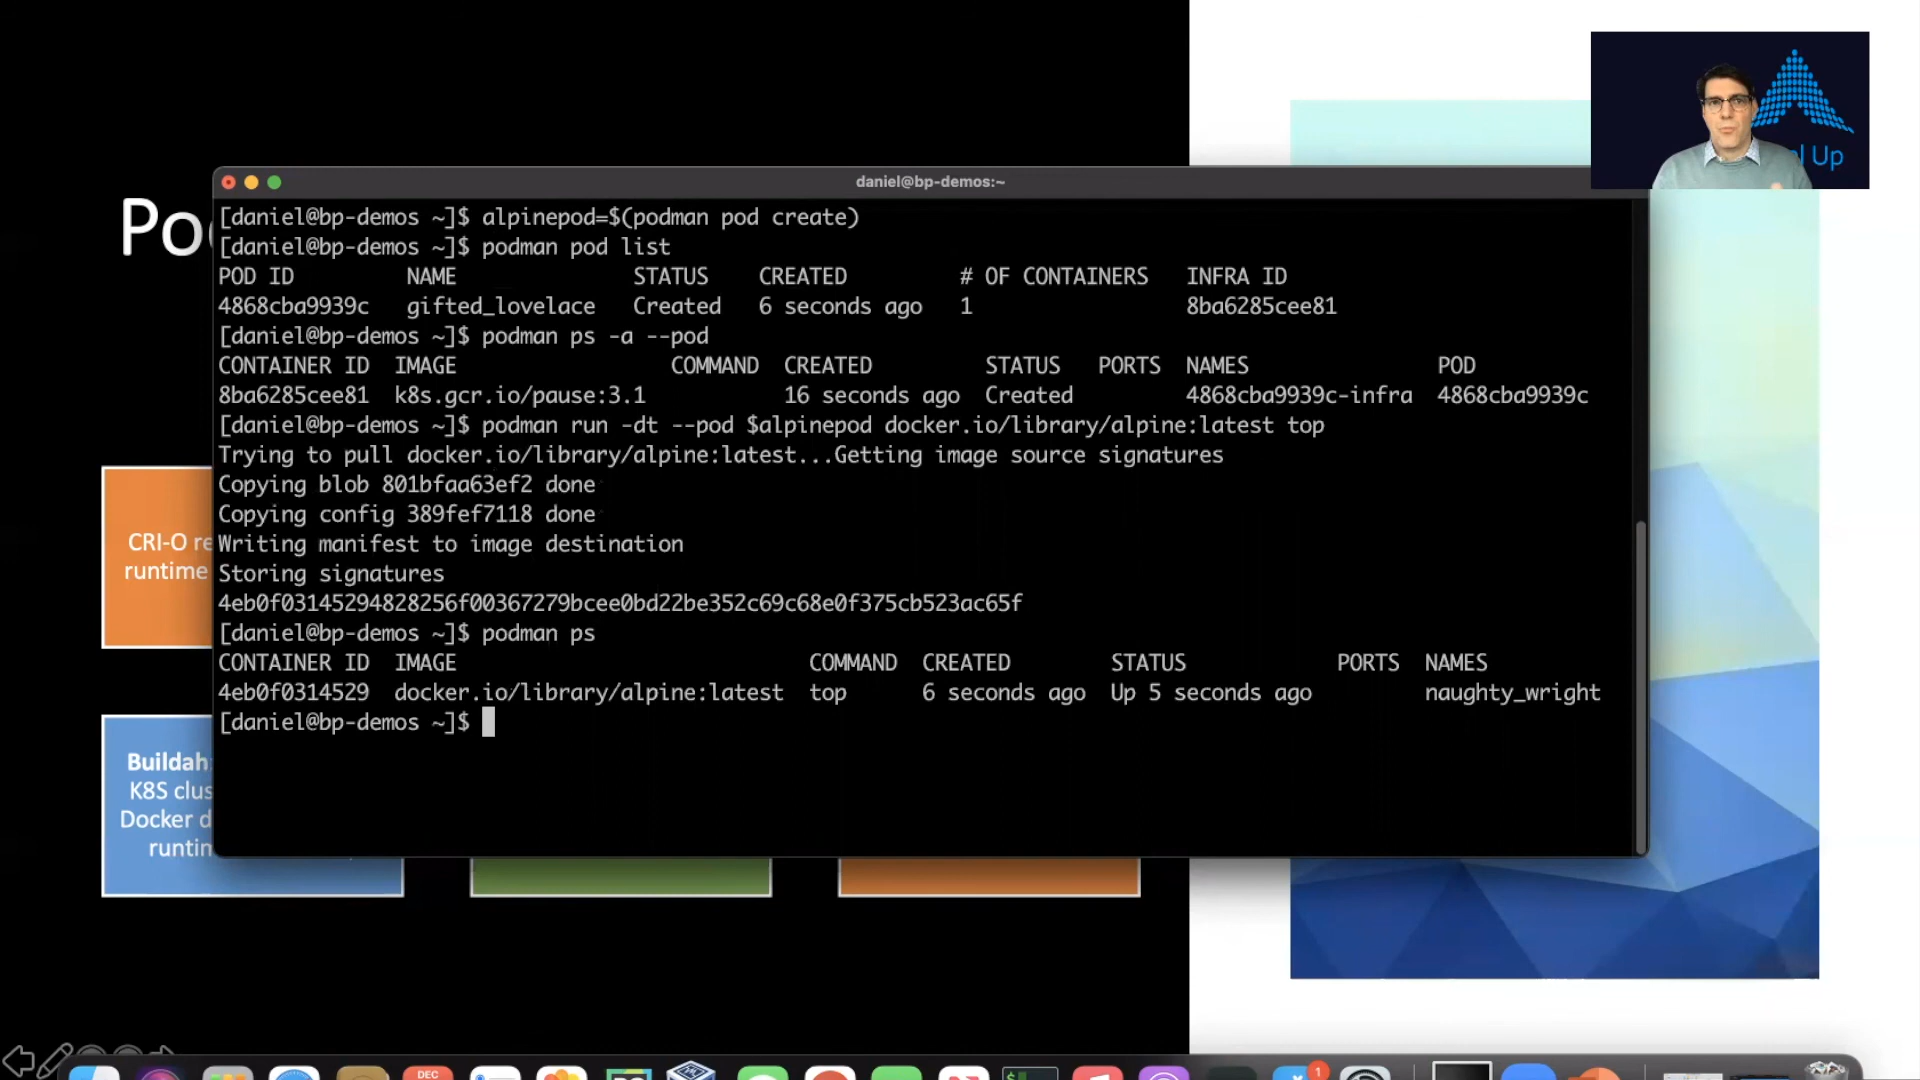 l Up
daniel@bp-demos:~
[daniel@bp-demos ~]$ alpinepod=$(podman pod create)
[daniel@bp-demos ~]$ podman pod list
POD ID NAME STATUS CREATED # OF CONTAINERS INFRA ID
4868cba9939c gifted_lovelace Created 6 seconds ago 1 8ba6285cee81
[daniel@bp-demos ~]$ podman ps -a --pod
CONTAINER ID IMAGE COMMAND CREATED STATUS PORTS NAMES POD
8ba6285cee81 k8s.gcr.io/pause:3.1 16 seconds ago Created 4868cba9939c-infra 4868cba9939c
[daniel@bp-demos ~]$ podman run -dt --pod $alpinepod docker.io/library/alpine:latest top
Trying to pull docker.io/library/alpine:latest...Getting image source signatures
Copying blob 801bfaa63ef2 done
Copying config 389fef7118 done
Writing manifest to image destination
Storing signatures
4eb0f03145294828256f00367279bcee0bd22be352c69c68e0f375cb523ac65f
[daniel@bp-demos ~]$ podman ps
CONTAINER ID IMAGE COMMAND CREATED STATUS PORTS NAMES
4eb0f0314529 docker.io/library/alpine:latest top 6 seconds ago Up 5 seconds ago naughty_wright
[daniel@bp-demos ~]$
Po
CRI-O re
runtime
Buildah
K8S clus
Docker d
runtin
DEC
1